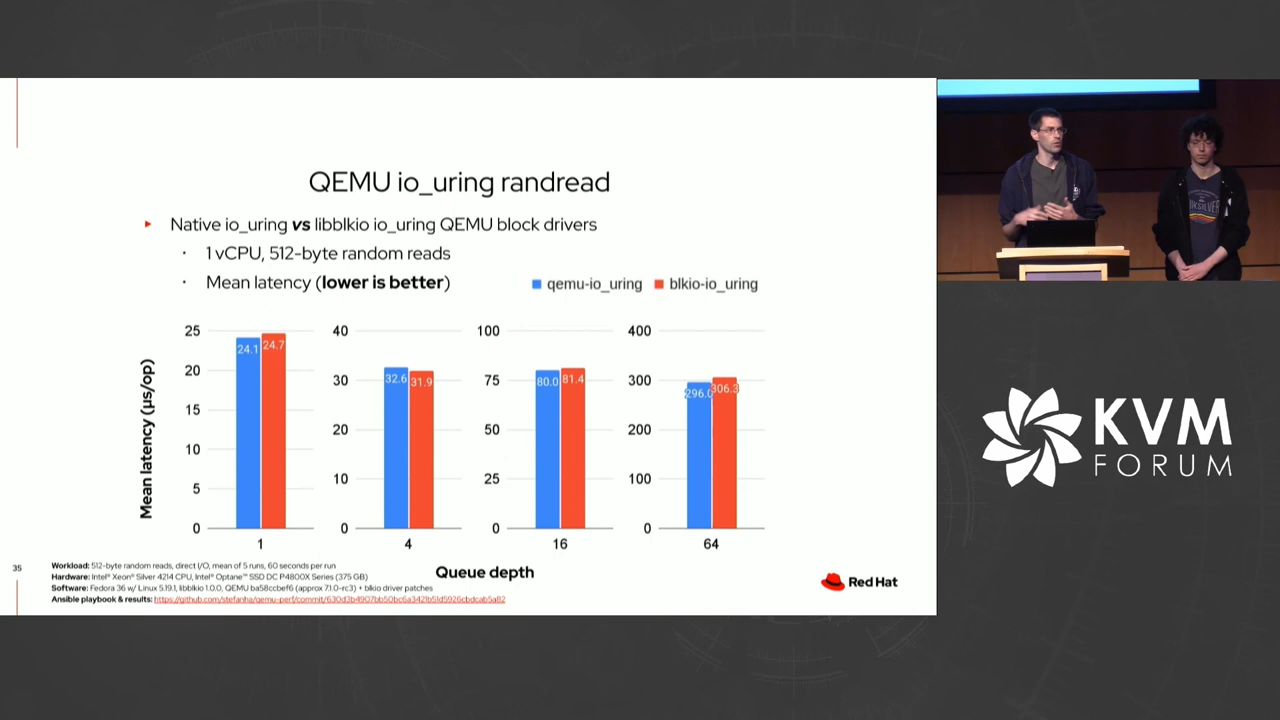 QEMU io_uring randread
Native io_uring vs libblkio io_uring QEMU block drivers
1 vCPU, 512-byte random reads
Mean latency (lower is better)
qemu-io_uring blkio-io_uring
Mean latency (μs/op)
25
20
15
10
5
0
24.1 24.7
1
40
30
20
10
0
32.6 31.9
4
100
75
50
25
0
80.0 81.4
16
400
300
200
100
0
296.0 306.3
64
Queue depth
35
Workload: 512-byte random reads, direct I/O, mean of 5 runs, 60 seconds per run
Hardware: Intel® Xeon® Silver 4214 CPU, Intel® Optane™ SSD DC P4800X Series (375 GB)
Software: Fedora 36 w/ Linux 5.19.1, libblkio 1.0.0, QEMU ba58ccbef6 (approx 7.1.0-rc3) + blkio driver patches
Ansible playbook & results:
Red Hat
KVM
FORUM